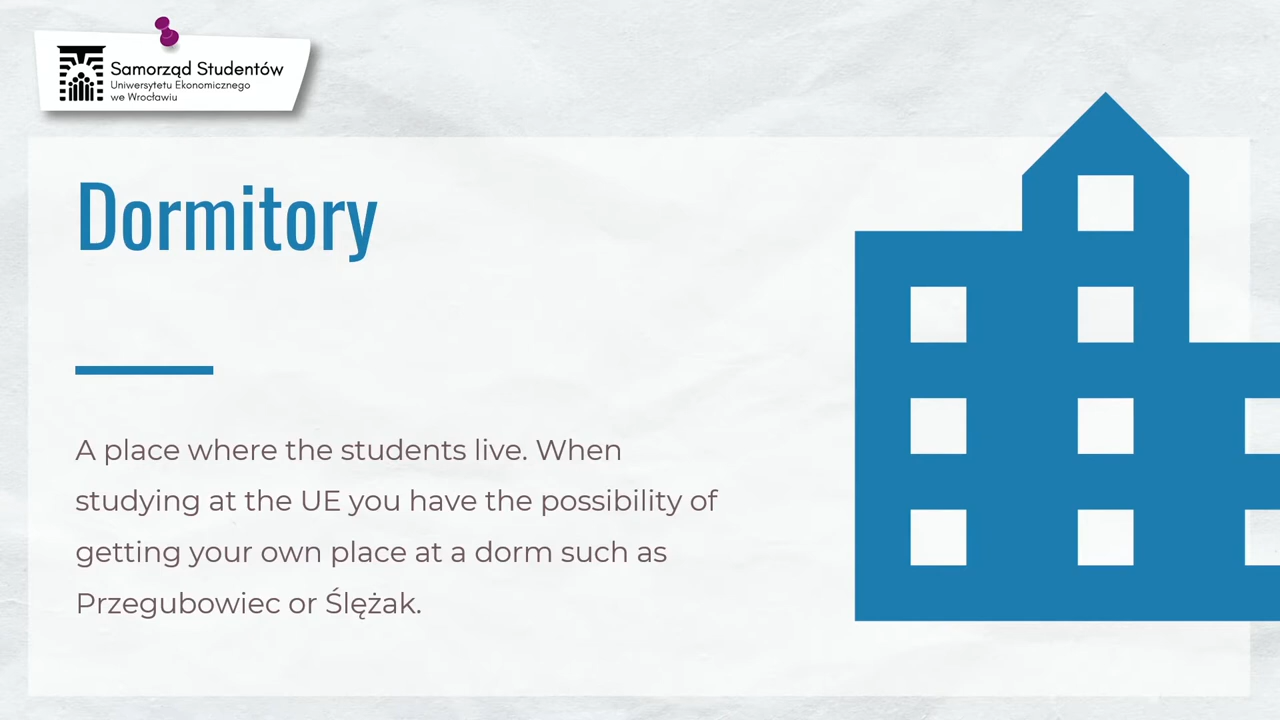 Samorząd Studentów
Uniwersytetu Ekonomicznego
we Wrocławiu
Dormitory
A place where the students live. When
studying at the UE you have the possibility of
getting your own place at a dorm such as
Przegubowiec or Ślężak.